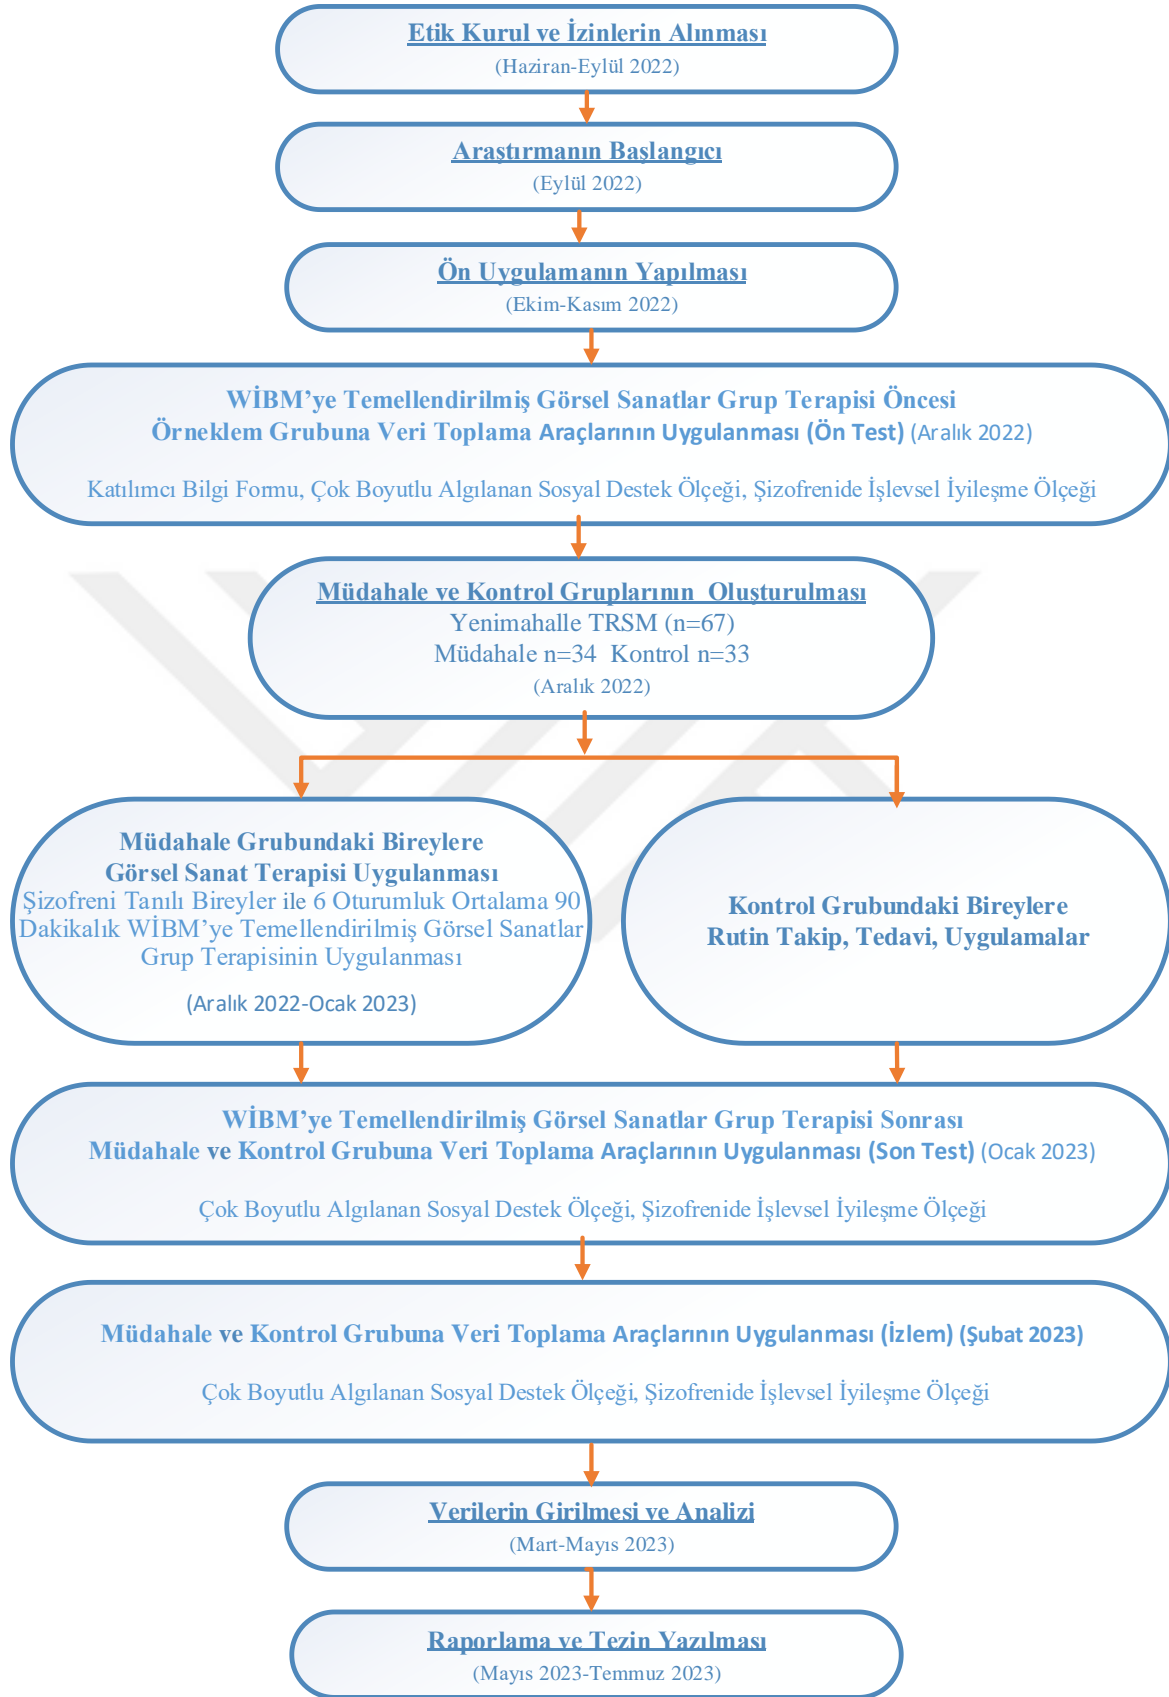 Etik Kurul ve İzinlerin Alınması
(Haziran-Eylül 2022)
Araştırmanın Başlangıcı
(Eylül 2022)
Ön Uygulamanın Yapılması
(Ekim-Kasım 2022)
WİBM’ye Temellendirilmiş Görsel Sanatlar Grup Terapisi Öncesi
Örneklem Grubuna Veri Toplama Araçlarının Uygulanması (Ön Test) (Aralık 2022)
Katılımcı Bilgi Formu, Çok Boyutlu Algılanan Sosyal Destek Ölçeği, Şizofrenide İşlevsel İyileşme Ölçeği
Müdahale ve Kontrol Gruplarının Oluşturulması
Yenimahalle TRSM (n=67)
Müdahale n=34 Kontrol n=33
(Aralık 2022)
Müdahale Grubundaki Bireylere
Görsel Sanat Terapisi Uygulanması
Şizofreni Tanılı Bireyler ile 6 Oturumluk Ortalama 90
Dakikalık WİBM’ye Temellendirilmiş Görsel Sanatlar
Grup Terapisinin Uygulanması
(Aralık 2022-Ocak 2023)
Kontrol Grubundaki Bireylere
Rutin Takip, Tedavi, Uygulamalar
WİBM’ye Temellendirilmiş Görsel Sanatlar Grup Terapisi Sonrası
Müdahale ve Kontrol Grubuna Veri Toplama Araçlarının Uygulanması (Son Test) (Ocak 2023)
Çok Boyutlu Algılanan Sosyal Destek Ölçeği, Şizofrenide İşlevsel İyileşme Ölçeği
Müdahale ve Kontrol Grubuna Veri Toplama Araçlarının Uygulanması (İzlem) (Şubat 2023)
Çok Boyutlu Algılanan Sosyal Destek Ölçeği, Şizofrenide İşlevsel İyileşme Ölçeği
Verilerin Girilmesi ve Analizi
(Mart-Mayıs 2023)
Raporlama ve Tezin Yazılması
(Mayıs 2023-Temmuz 2023)